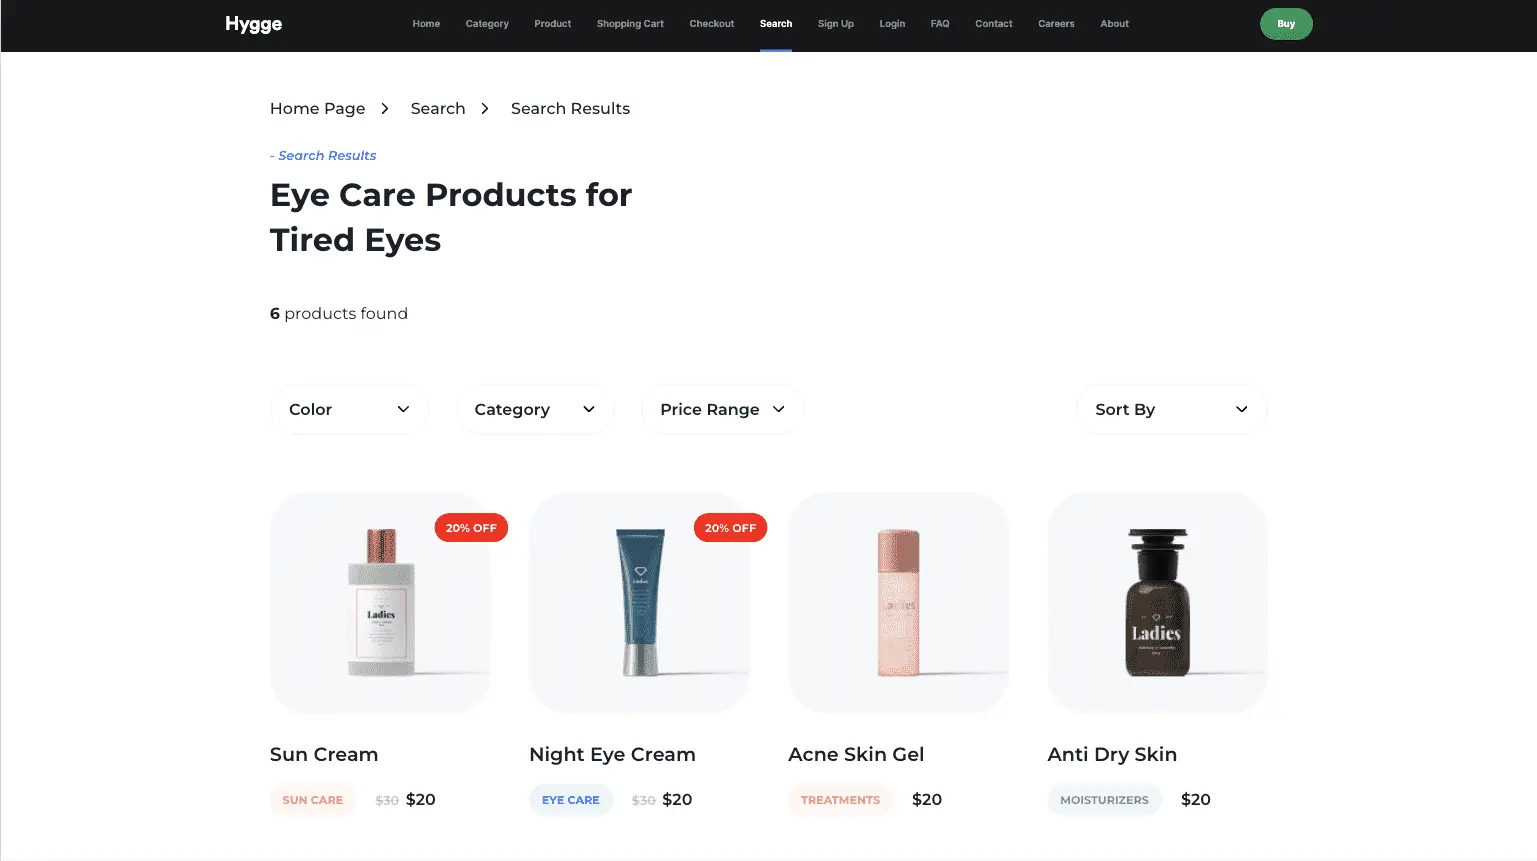 Hygge
Home Category Product Shopping Cart Checkout Search Sign Up Login FAQ Contact Careers About
Buy
Home Page > Search > Search Results
- Search Results
Eye Care Products for
Tired Eyes
6 products found
Color Category Price Range Sort By
20% OFF
20% OFF
Ladies
Ladies
Ladies
Ladies
Sun Cream
Night Eye Cream
Acne Skin Gel
Anti Dry Skin
SUN CARE $30 $20
EYE CARE $30 $20
TREATMENTS $20
MOISTURIZERS $20